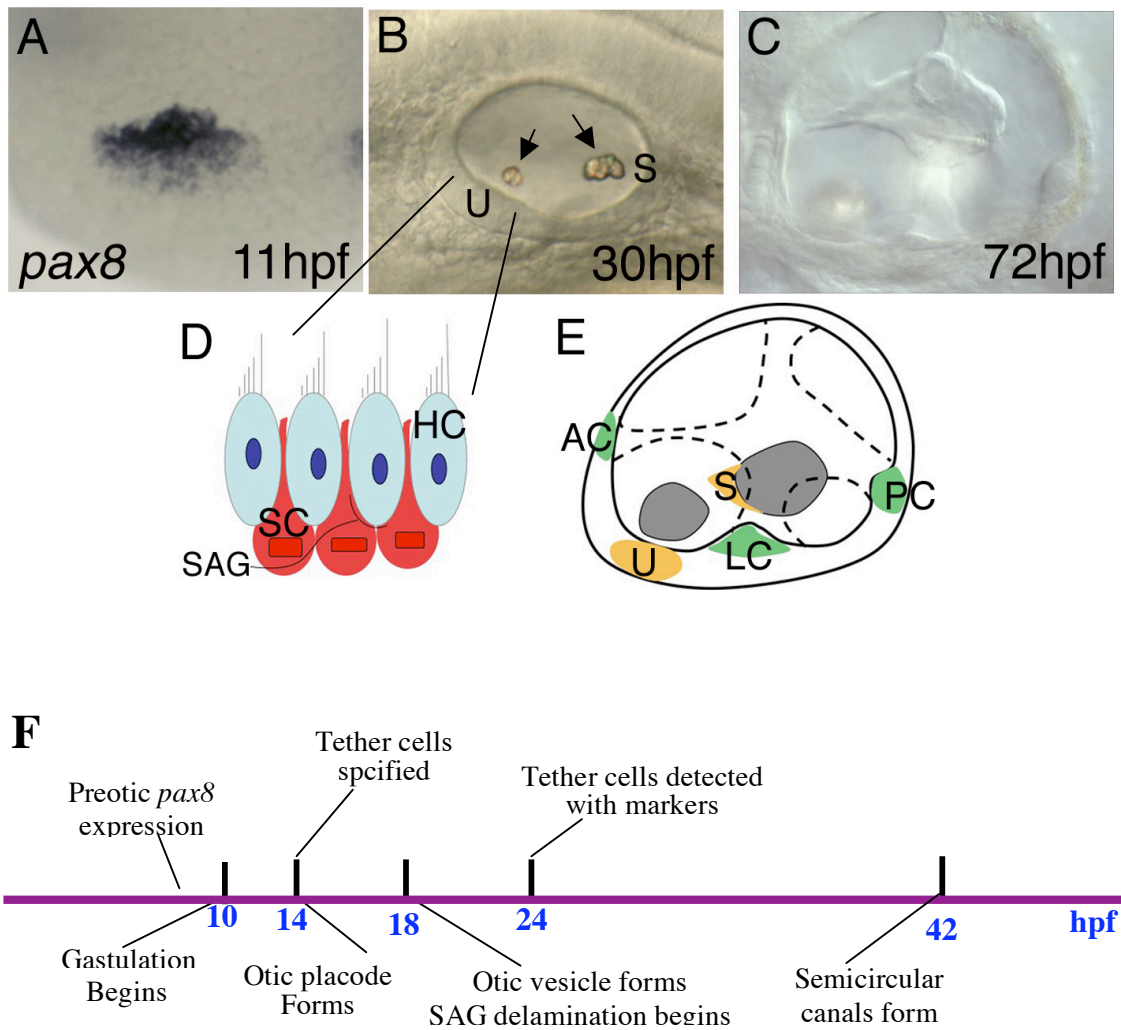 A
pax8
11hpf
B
U
S
30hpf
C
72hpf
D
HC
SC
SAG
E
AC
S
PC
U
LC
F
Preotic pax8
expression
Tether cells
spcified
Tether cells detected
with markers
10
14
18
24
42
hpf
Gastulation
Begins
Otic placode
Forms
Otic vesicle forms
SAG delamination begins
Semicircular
canals form